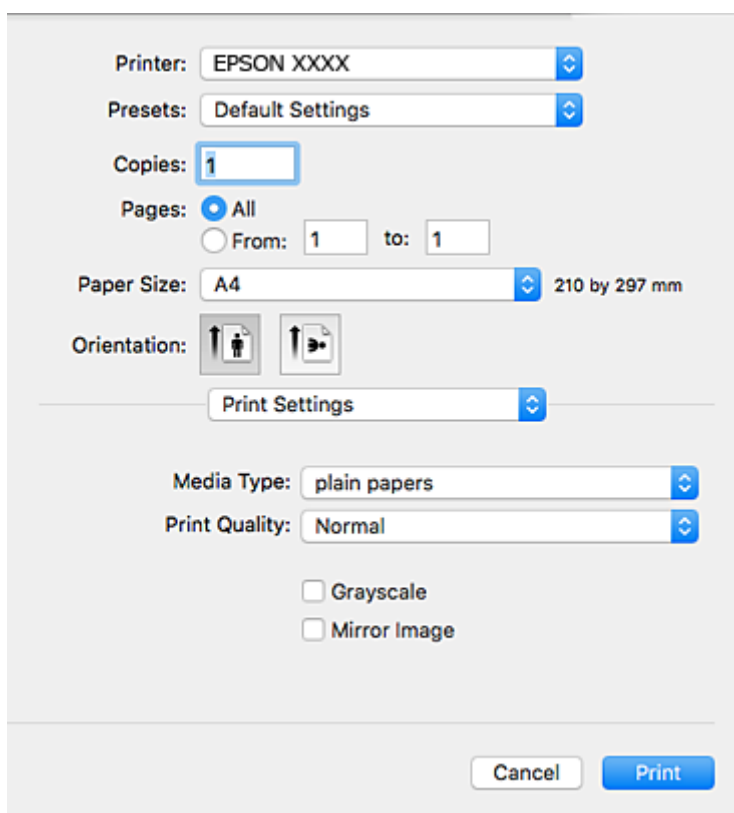 Printer: EPSON XXXX
Presets: Default Settings
Copies: 1
Pages: All
From: 1 to: 1
Paper Size: A4 210 by 297 mm
Orientation:
Print Settings
Media Type: plain papers
Print Quality: Normal
Grayscale
Mirror Image
Cancel Print